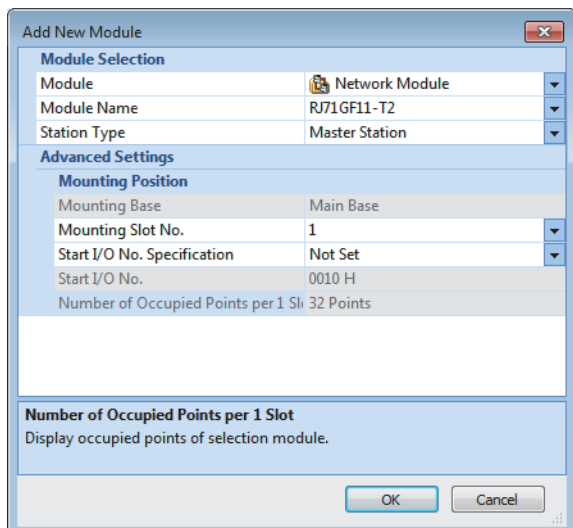 Add New Module
Module Selection
Module Network Module
Module Name RJ71GF11-T2
Station Type Master Station
Advanced Settings
Mounting Position
Mounting Base Main Base
Mounting Slot No. 1
Start I/O No. Specification Not Set
Start I/O No. 0010 H
Number of Occupied Points per 1 Sl 32 Points
Number of Occupied Points per 1 Slot
Display occupied points of selection module.
OK Cancel